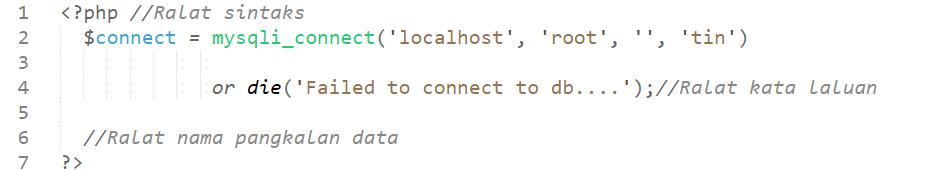 1 <?php //Ralat sintaks
2 $connect = mysqli_connect('localhost', 'root', '', 'tin')
3
4 or die('Failed to connect to db....');//Ralat kata laluan
5
6 //Ralat nama pangkalan data
7 ?>